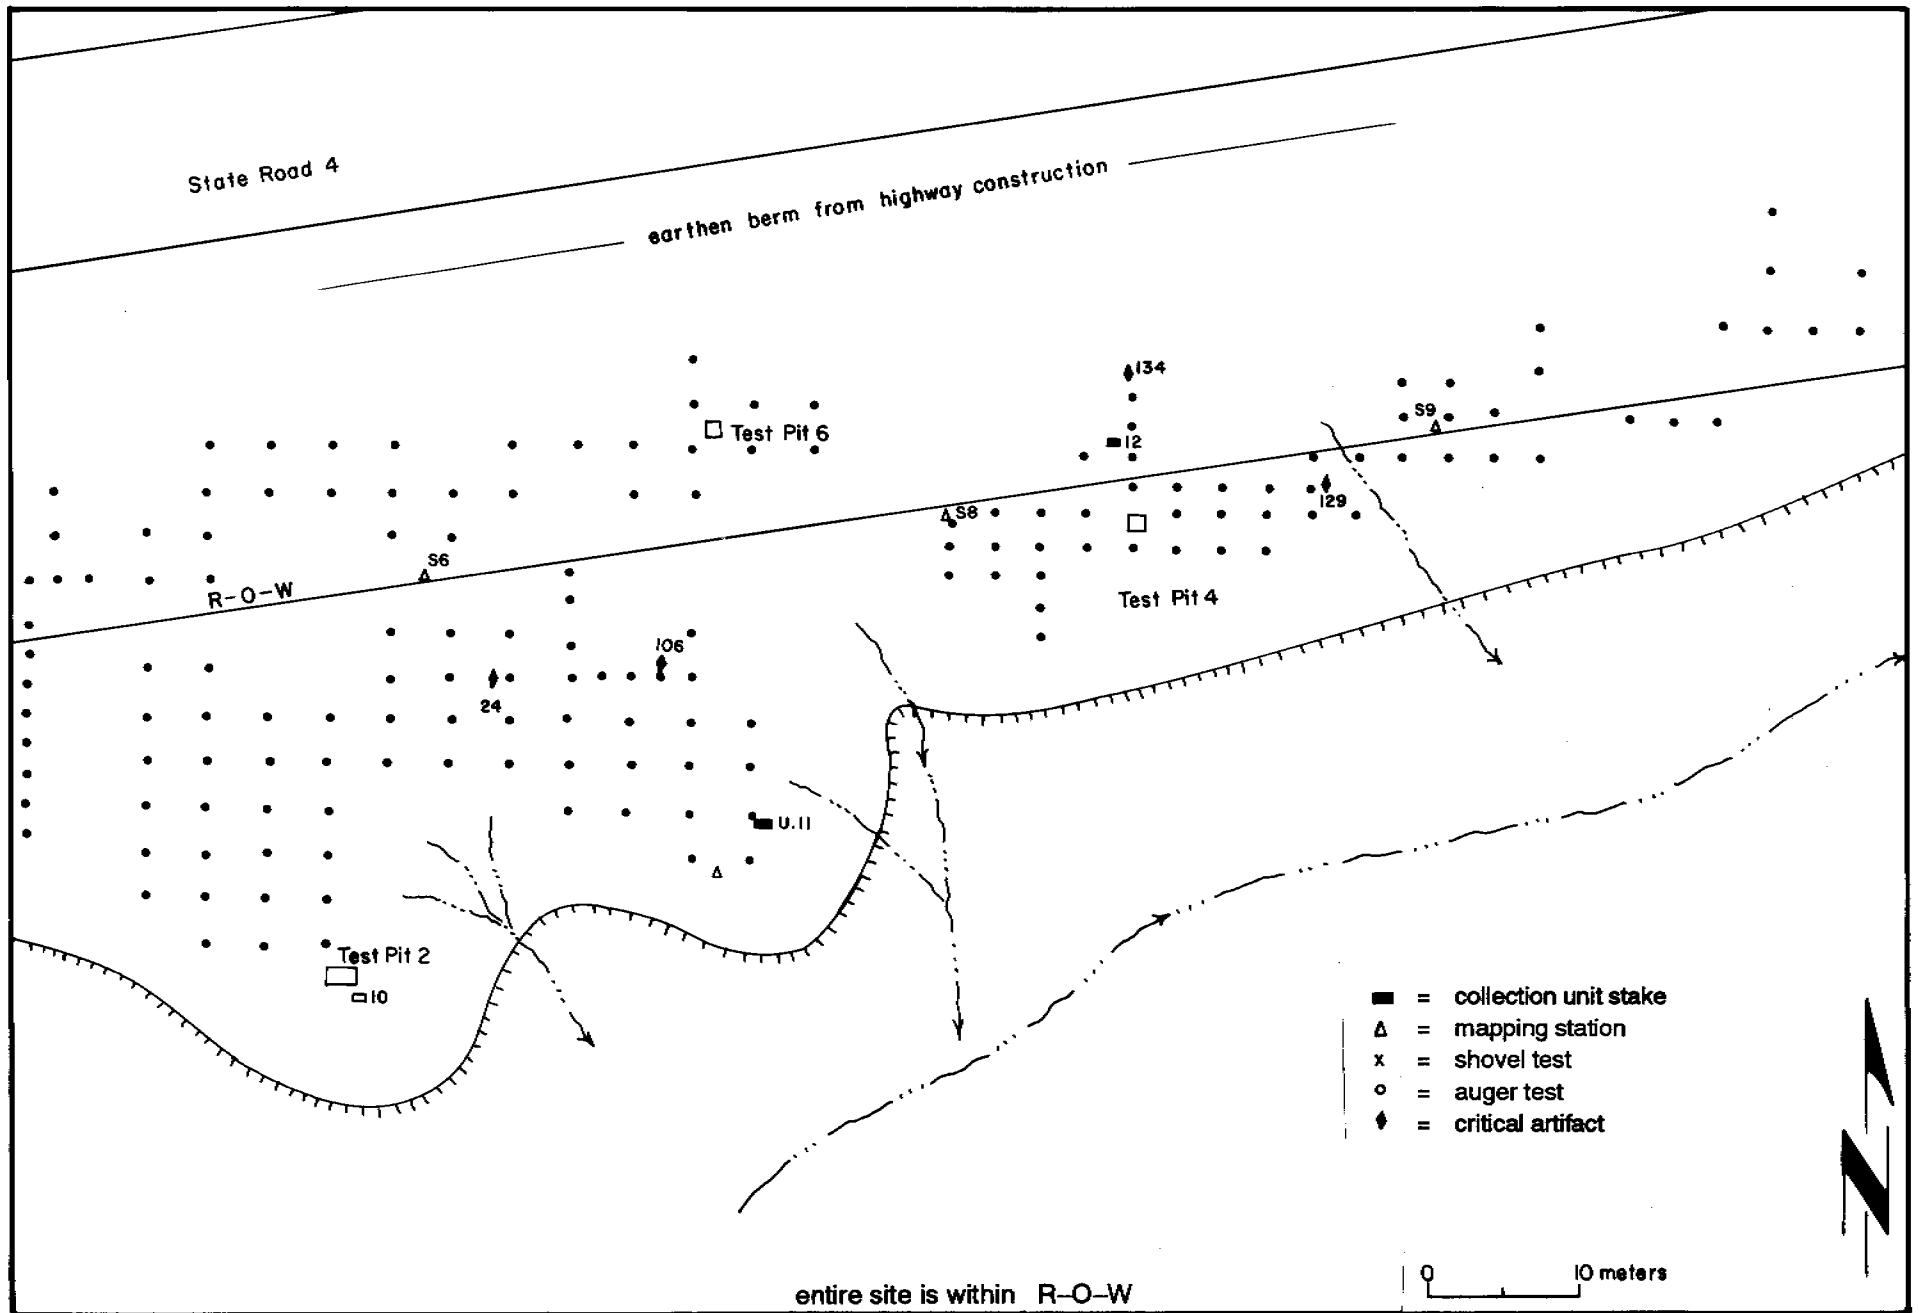 State Road 4
earthen berm from highway construction
134
S9
Test Pit 6
12
129
S8
S6
R-O-W
Test Pit 4
106
24
U.11
Test Pit 2
10
= collection unit stake
= mapping station
x = shovel test
= auger test
= critical artifact
N
0 10 meters
entire site is within R-O-W